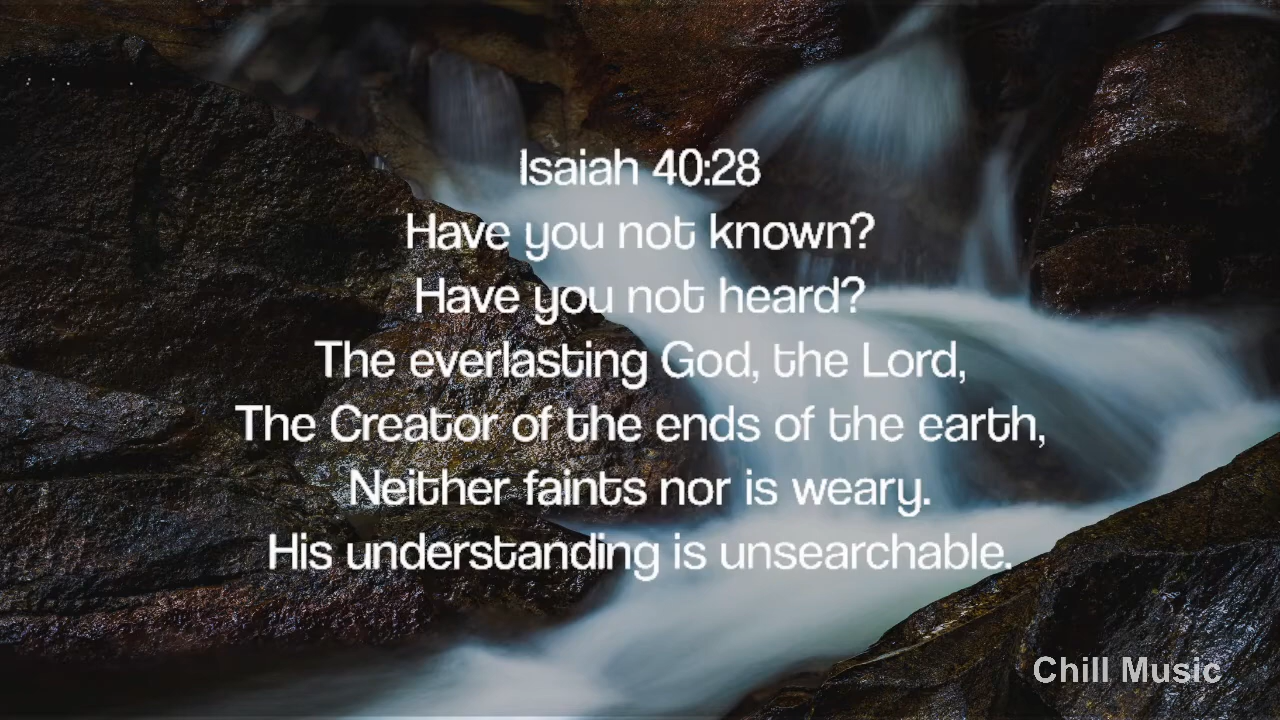 Isaiah 40:28
Have you not known?
Have you not heard?
The everlasting God, the Lord,
The Creator of the ends of the earth,
Neither faints nor is weary.
His understanding is unsearchable.
Chill Music